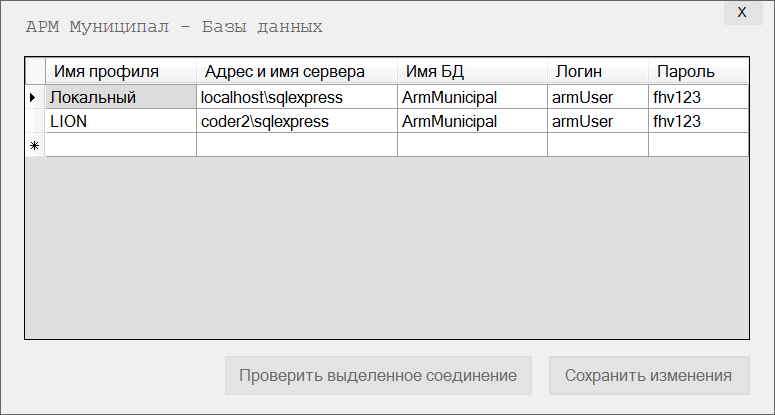 X
АРМ Муниципал - Базы данных
Имя профиля Адрес и имя сервера Имя БД Логин Пароль
Локальный localhost\sqlexpress ArmMunicipal armUser fhv123
LION coder2\sqlexpress ArmMunicipal armUser fhv123
Проверить выделенное соединение Сохранить изменения